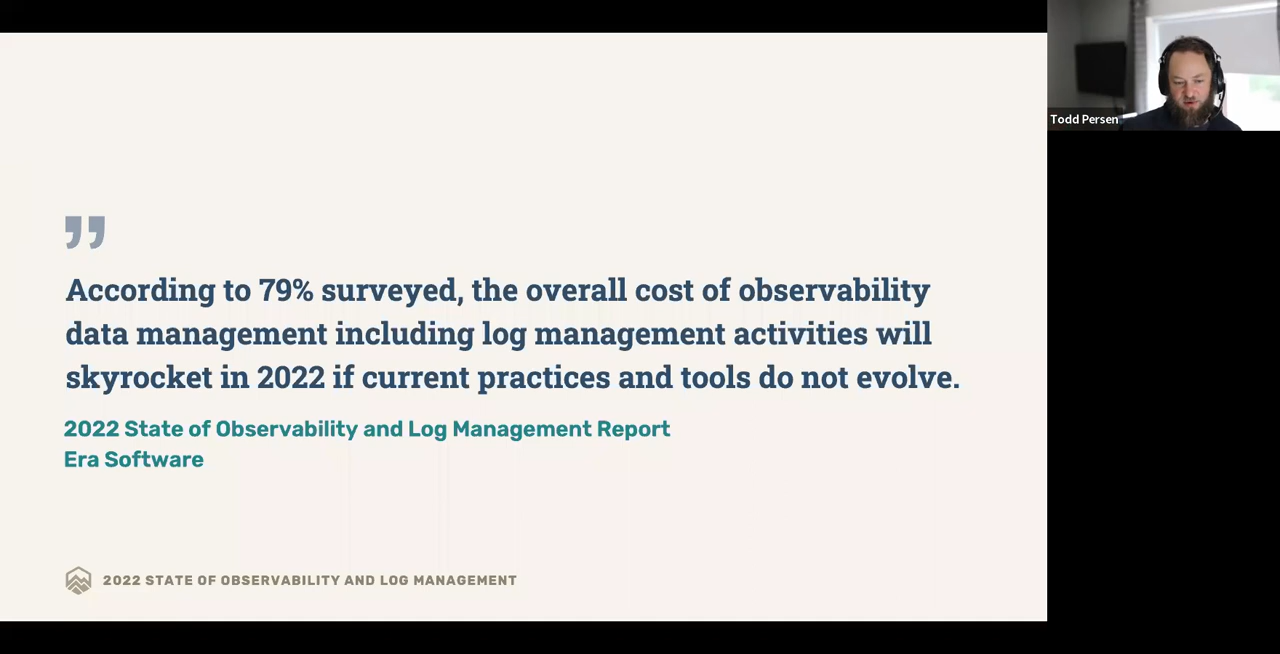 ”
According to 79% surveyed, the overall cost of observability
data management including log management activities will
skyrocket in 2022 if current practices and tools do not evolve.
2022 State of Observability and Log Management Report
Era Software
2022 STATE OF OBSERVABILITY AND LOG MANAGEMENT
Todd Persen